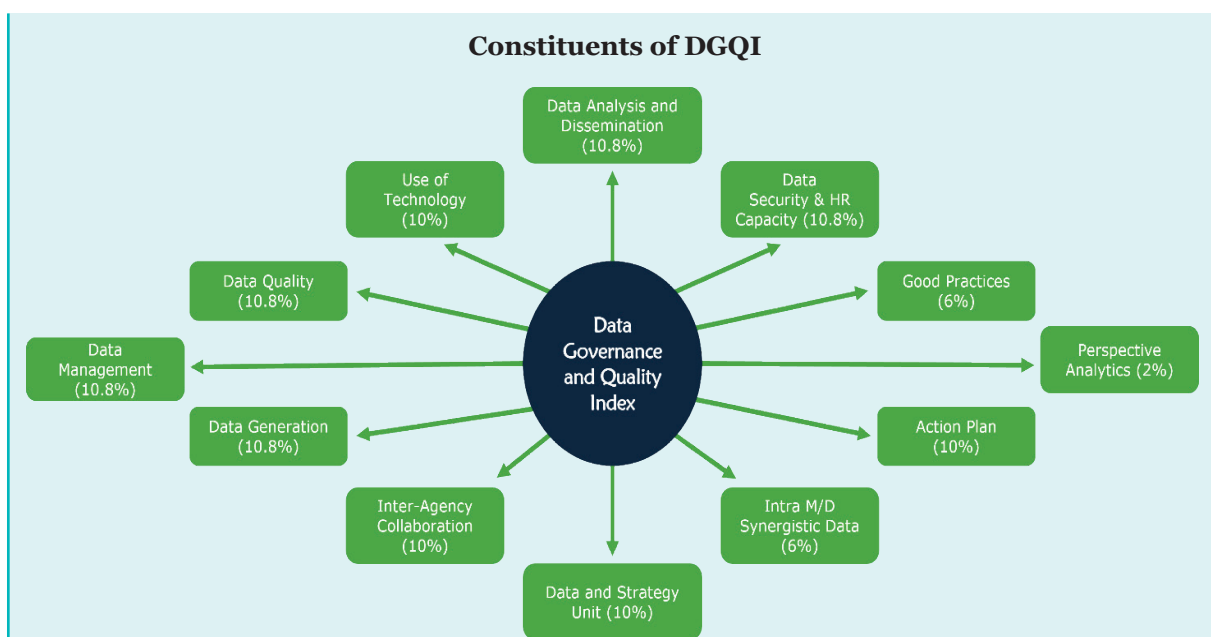 Constituents of DGQI
Data Analysis and
Dissemination
(10.8%)
Use of
Technology
(10%)
Data
Security & HR
Capacity (10.8%)
Data Quality
(10.8%)
Good Practices
(6%)
Data
Management
(10.8%)
Data
Governance
and Quality
Index
Perspective
Analytics (2%)
Data Generation
(10.8%)
Action Plan
(10%)
Inter-Agency
Collaboration
(10%)
Intra M/D
Synergistic Data
(6%)
Data and Strategy
Unit (10%)